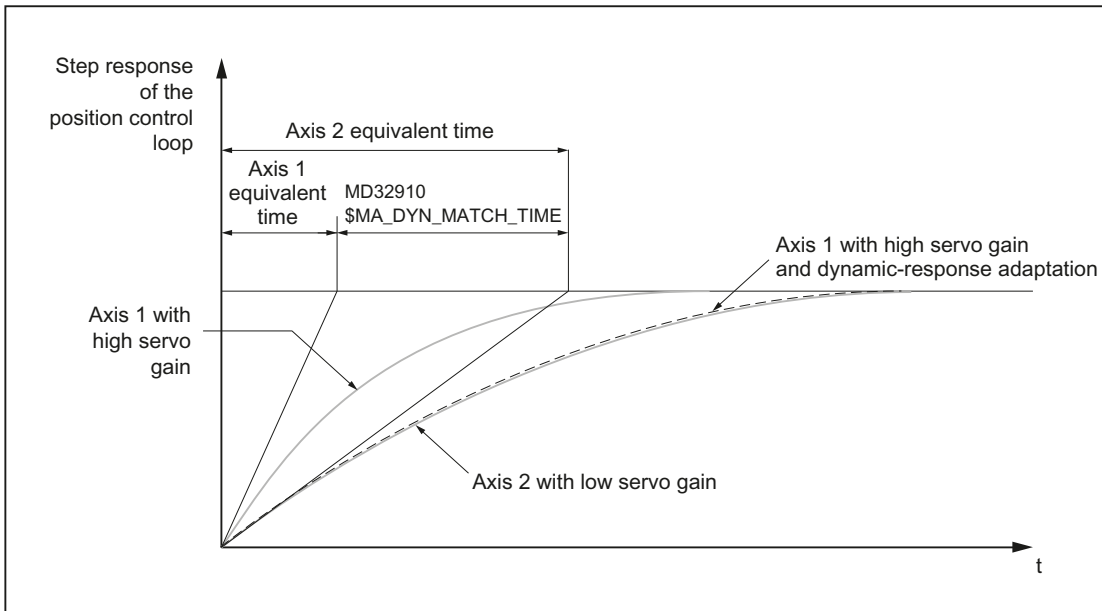 Step response
of the
position control
loop
Axis 2 equivalent time
Axis 1
equivalent
time
MD32910
$MA_DYN_MATCH_TIME
Axis 1 with high servo gain
and dynamic-response adaptation
Axis 1 with
high servo
gain
Axis 2 with low servo gain
t